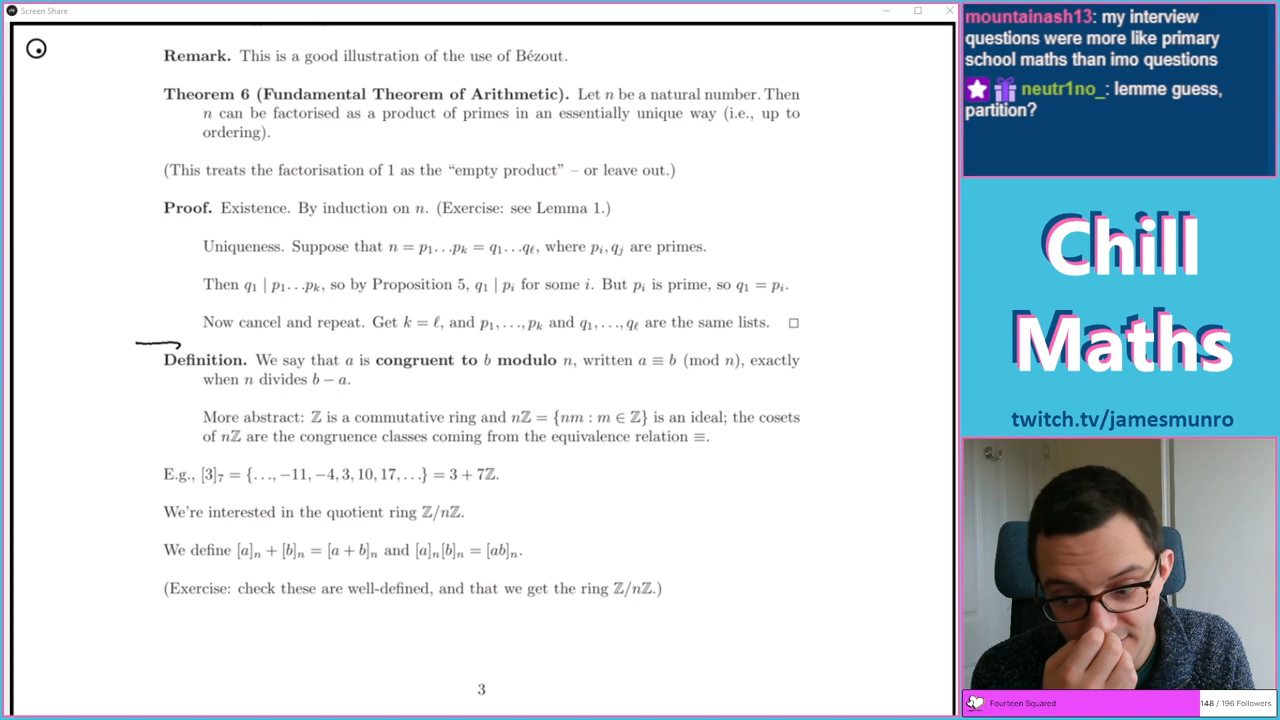 Screen Share
Remark. This is a good illustration of the use of Bézout.
Theorem 6 (Fundamental Theorem of Arithmetic). Let n be a natural number. Then
n can be factorised as a product of primes in an essentially unique way (i.e., up to
ordering).
(This treats the factorisation of 1 as the “empty product” – or leave out.)
Proof. Existence. By induction on n. (Exercise: see Lemma 1.)
Uniqueness. Suppose that n = p₁…pₖ = q₁…qℓ, where pᵢ, qⱼ are primes.
Then q₁ | p₁…pₖ, so by Proposition 5, q₁ | pᵢ for some i. But pᵢ is prime, so q₁ = pᵢ.
Now cancel and repeat. Get k = ℓ, and p₁,…,pₖ and q₁,…,qℓ are the same lists. □
Definition. We say that a is congruent to b modulo n, written a ≡ b (mod n), exactly
when n divides b − a.
More abstract: ℤ is a commutative ring and nℤ = {nm : m ∈ ℤ} is an ideal; the cosets
of nℤ are the congruence classes coming from the equivalence relation ≡.
E.g., [3]₇ = {…, −11, −4, 3, 10, 17, …} = 3 + 7ℤ.
We’re interested in the quotient ring ℤ/nℤ.
We define [a]ₙ + [b]ₙ = [a + b]ₙ and [a]ₙ[b]ₙ = [ab]ₙ.
(Exercise: check these are well-defined, and that we get the ring ℤ/nℤ.)
3
mountainash13: my interview
questions were more like primary
school maths than imo questions
neutr1no_: lemme guess,
partition?
Chill
Maths
twitch.tv/jamesmunro
Fourteen Squared
148 / 196 Followers